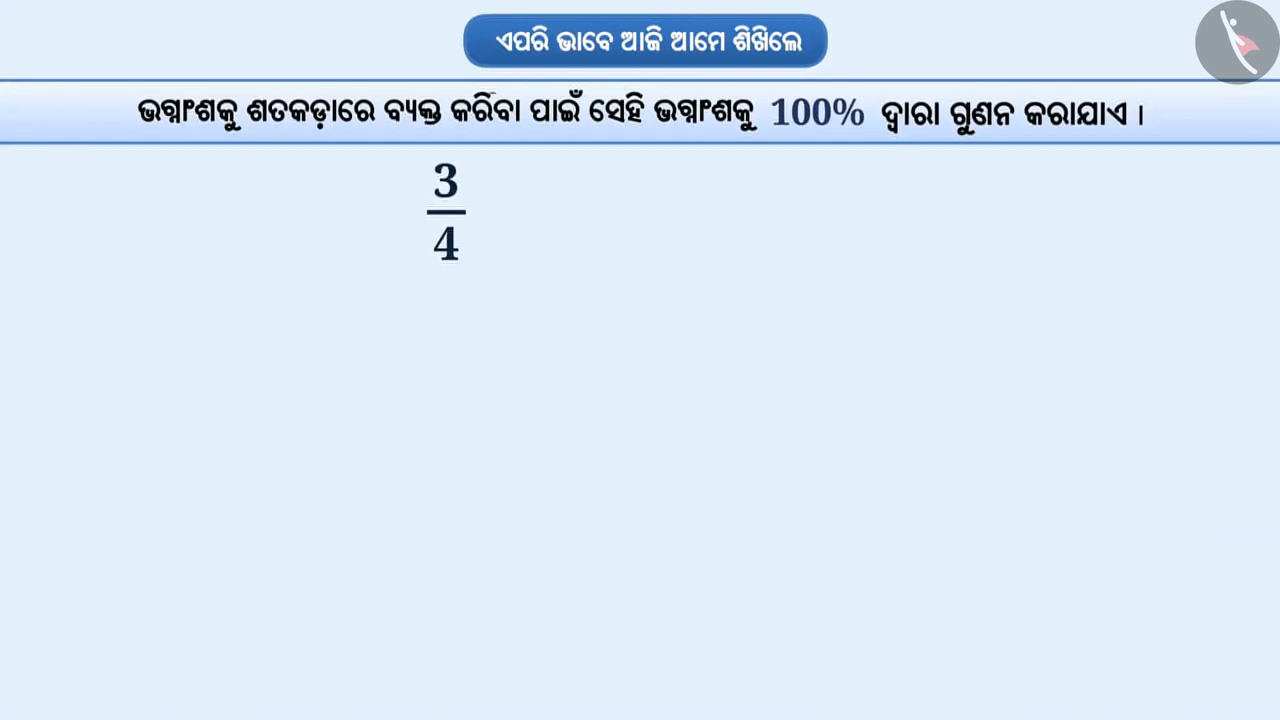 ଏପରି ଭାବେ ଆଜି ଆମେ ଶିଖିଲେ
ଭଗ୍ନାଂଶକୁ ଶତକଡ଼ାରେ ବ୍ୟକ୍ତ କରିବା ପାଇଁ ସେହି ଭଗ୍ନାଂଶକୁ 100% ଦ୍ୱାରା ଗୁଣନ କରାଯାଏ ।
3
4